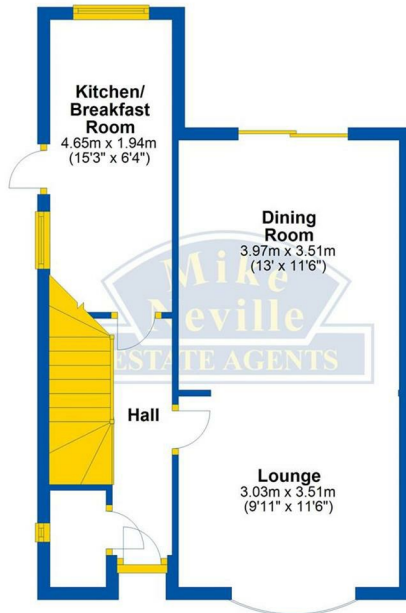 Kitchen/
Breakfast
Room
4.65m x 1.94m
(15'3" x 6'4")
Dining
Room
3.97m x 3.51m
(13' x 11'6")
Mike
Neville
ESTATE AGENTS
Hall
Lounge
3.03m x 3.51m
(9'11" x 11'6")